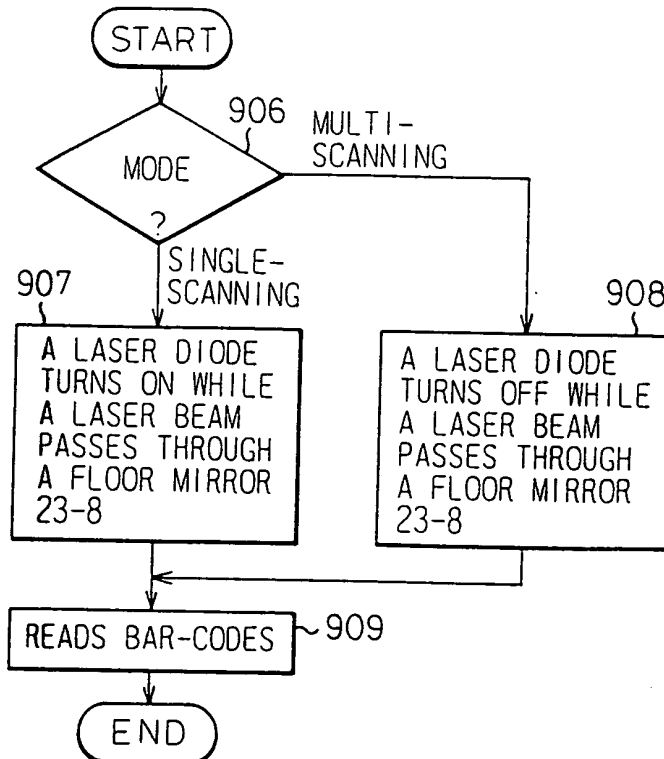 START
906
MULTI-
SCANNING
MODE
?
SINGLE-
SCANNING
907
A LASER DIODE
TURNS ON WHILE
A LASER BEAM
PASSES THROUGH
A FLOOR MIRROR
23-8
908
A LASER DIODE
TURNS OFF WHILE
A LASER BEAM
PASSES THROUGH
A FLOOR MIRROR
23-8
READS BAR-CODES
909
END